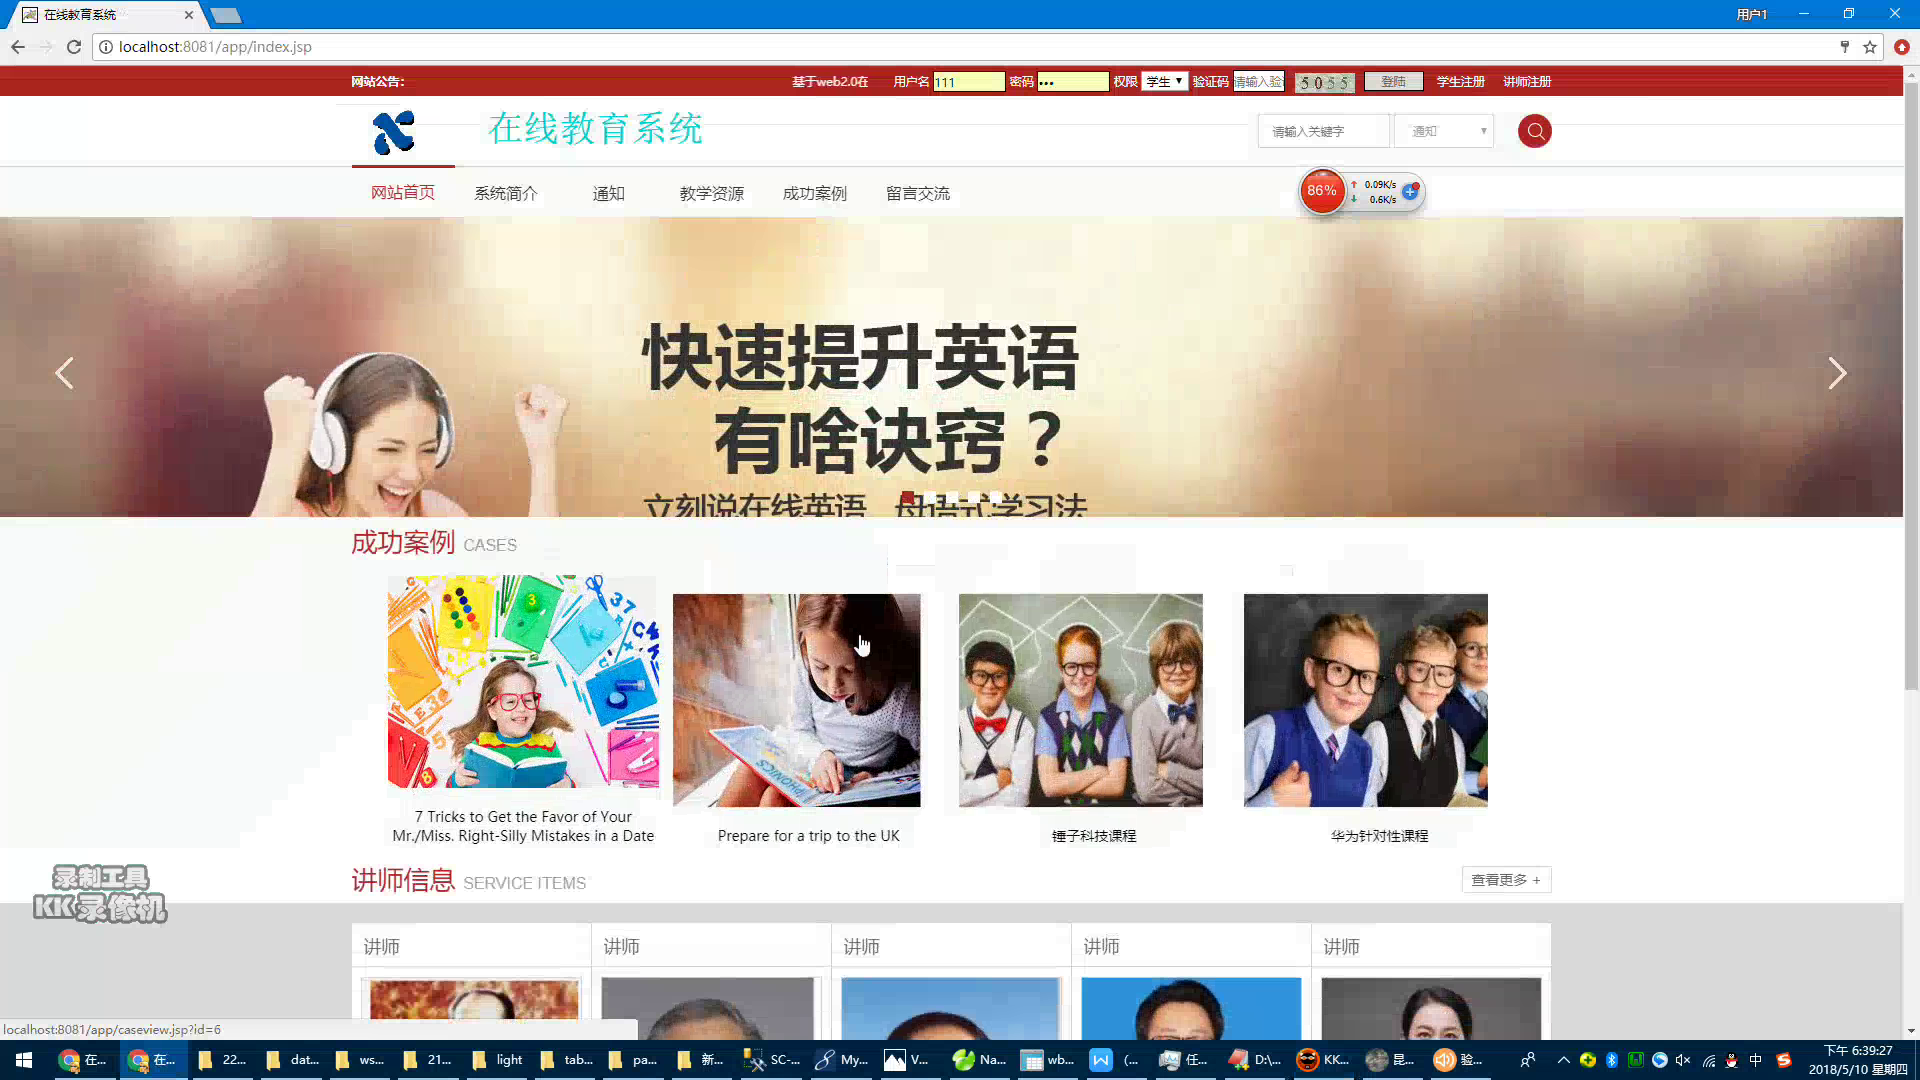 在线教育系统
用户1
localhost:8081/app/index.jsp
网站公告:
基于web2.0在
用户名 111 密码 ••• 权限 学生 验证码 请输入验 5055 登陆 学生注册 讲师注册
在线教育系统
请输入关键字 通知
网站首页 系统简介 通知 教学资源 成功案例 留言交流
86% 0.09K/s
0.6K/s
快速提升英语
有啥诀窍？
立刻说在线英语 母语式学习法
成功案例 CASES
PHONICS
7 Tricks to Get the Favor of Your
Mr./Miss. Right-Silly Mistakes in a Date
Prepare for a trip to the UK
锤子科技课程
华为针对性课程
录制工具
KK录像机
讲师信息 SERVICE ITEMS
查看更多 +
讲师 讲师 讲师 讲师 讲师
localhost:8081/app/caseview.jsp?id=6
在... 在... 22... dat... ws... 21... light tab... pa... 新... SC-... My... V... Na... wb... (... 任... D:\... KK... 昆... 验... 中
下午 6:39:27
2018/5/10 星期四